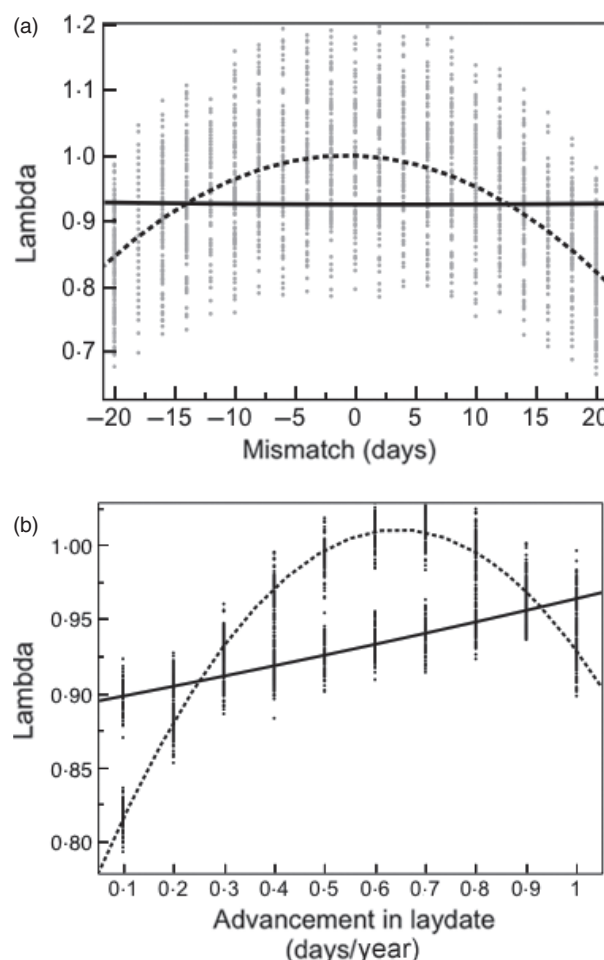 (a)
1·2
1·1
1·0
0·9
0·8
0·7
Lambda
−20 −15 −10 −5 0 5 10 15 20
Mismatch (days)
(b)
1·00
0·95
0·90
0·85
0·80
Lambda
0·1 0·2 0·3 0·4 0·5 0·6 0·7 0·8 0·9 1
Advancement in laydate
(days/year)